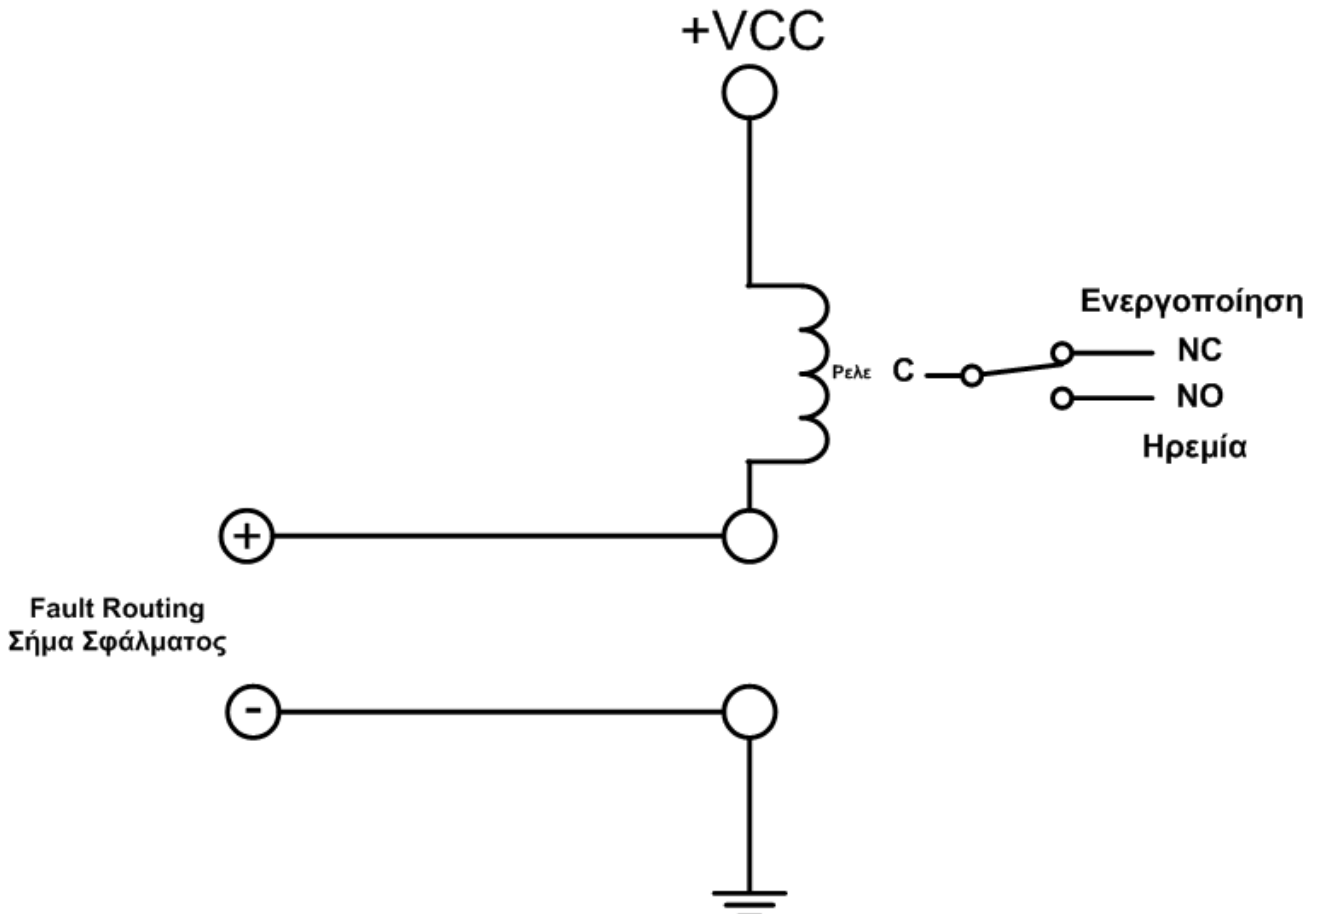 +VCC
Ενεργοποίηση
NC
Ρελε C
NO
Ηρεμία
+
Fault Routing
Σήμα Σφάλματος
-